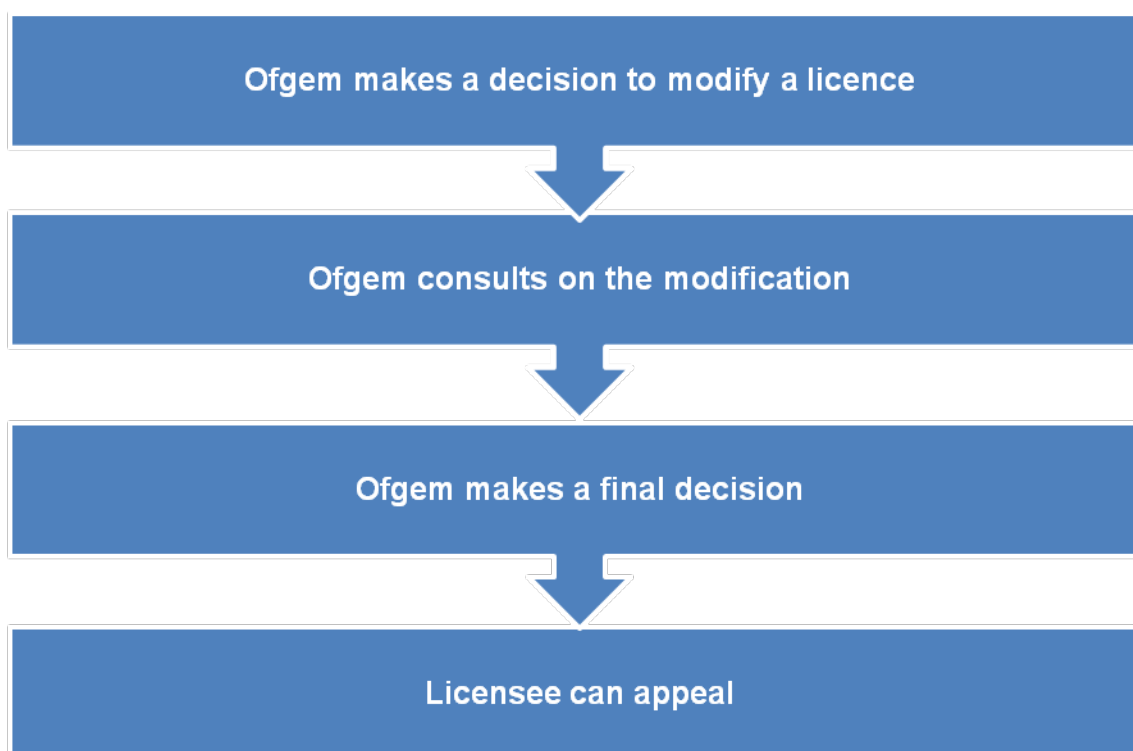 Ofgem makes a decision to modify a licence
Ofgem consults on the modification
Ofgem makes a final decision
Licensee can appeal